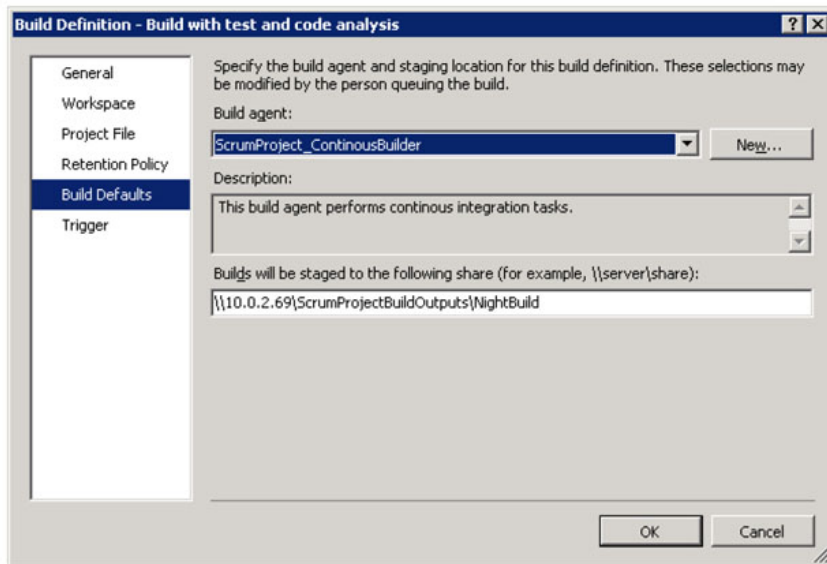 Build Definition - Build with test and code analysis
General
Workspace
Project File
Retention Policy
Build Defaults
Trigger
Specify the build agent and staging location for this build definition. These selections may
be modified by the person queuing the build.
Build agent:
ScrumProject_ContinousBuilder
New...
Description:
This build agent performs continous integration tasks.
Builds will be staged to the following share (for example, \\server\share):
\\10.0.2.69\ScrumProjectBuildOutputs\NightBuild
OK
Cancel